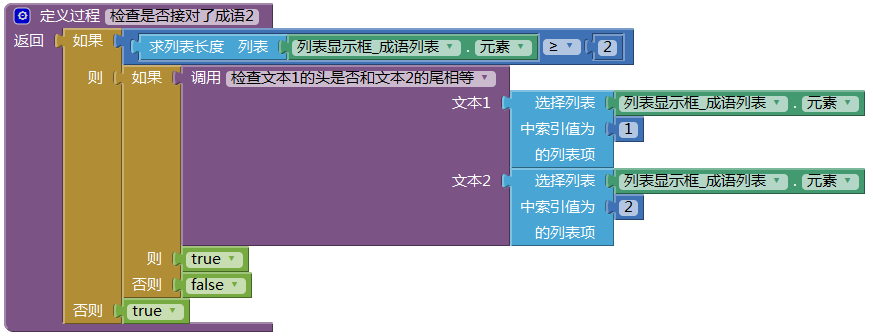 定义过程 检查是否接对了成语2
返回 如果 求列表长度 列表 列表显示框_成语列表 . 元素 ≥ 2
则 如果 调用 检查文本1的头是否和文本2的尾相等
文本1 选择列表 列表显示框_成语列表 . 元素
中索引值为 1
的列表项
文本2 选择列表 列表显示框_成语列表 . 元素
中索引值为 2
的列表项
则 true
否则 false
否则 true